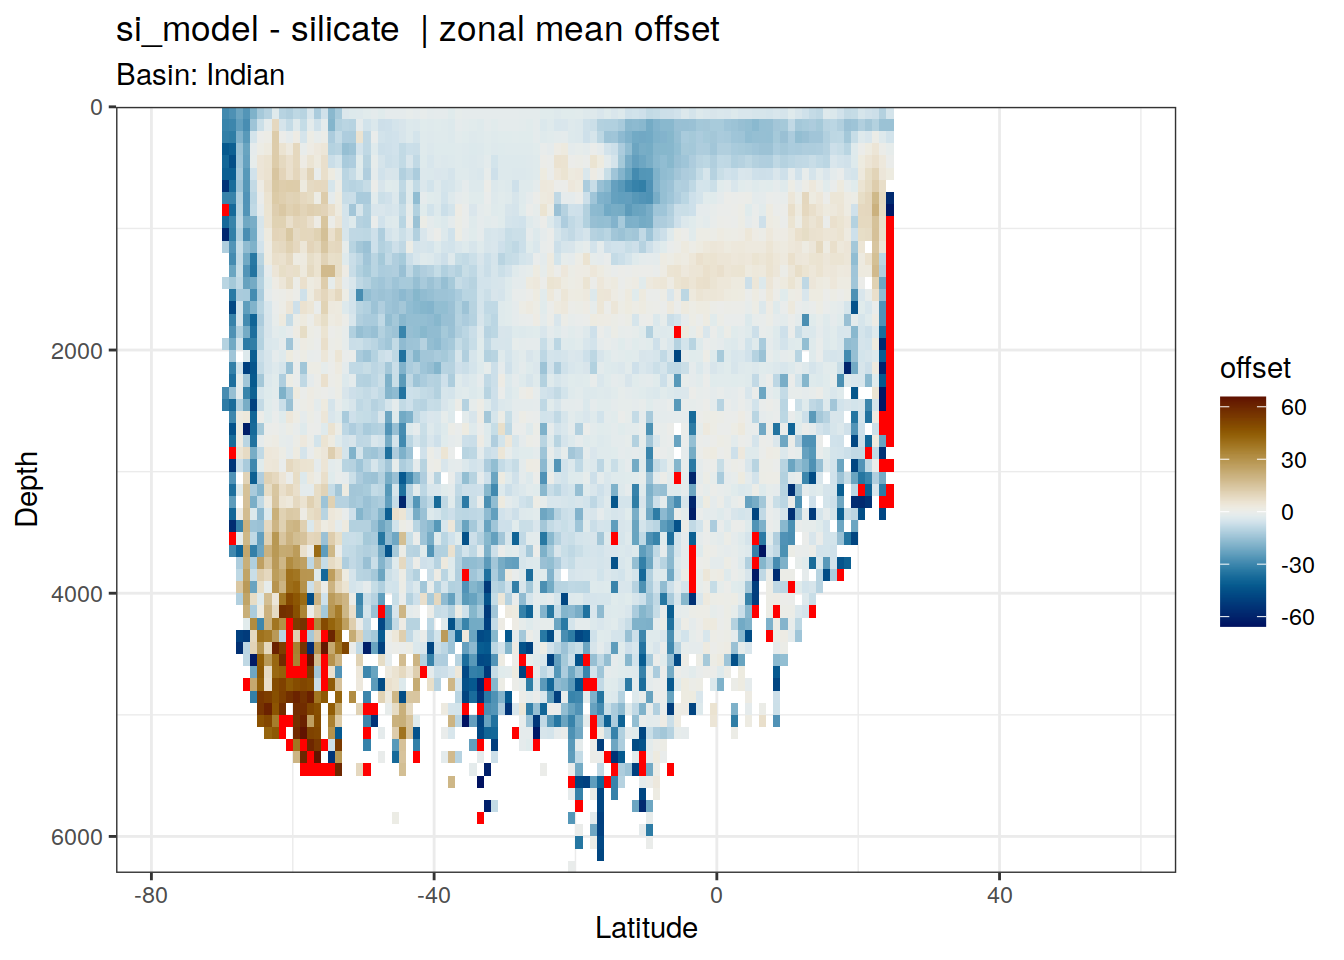 si_model - silicate  | zonal mean offset
Basin: Indian
0
2000
4000
6000
Depth
-80
-40
0
40
Latitude
offset
60
30
0
-30
-60